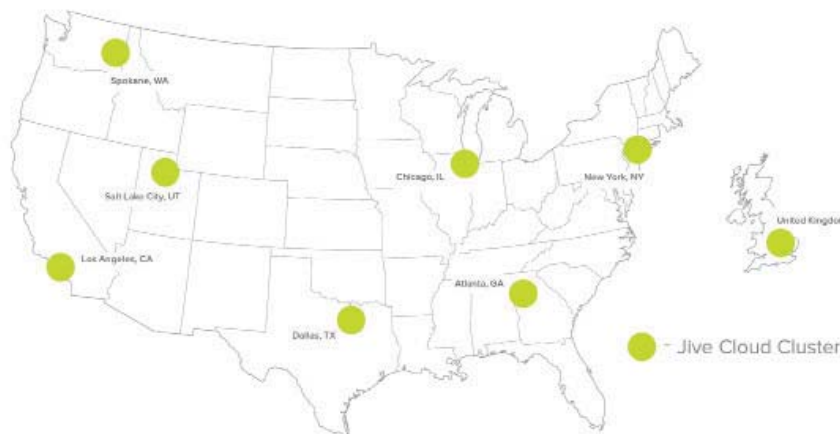 Spokane, WA
Salt Lake City, UT
Los Angeles, CA
Dallas, TX
Chicago, IL
Atlanta, GA
New York, NY
United Kingdom
- Jive Cloud Cluster